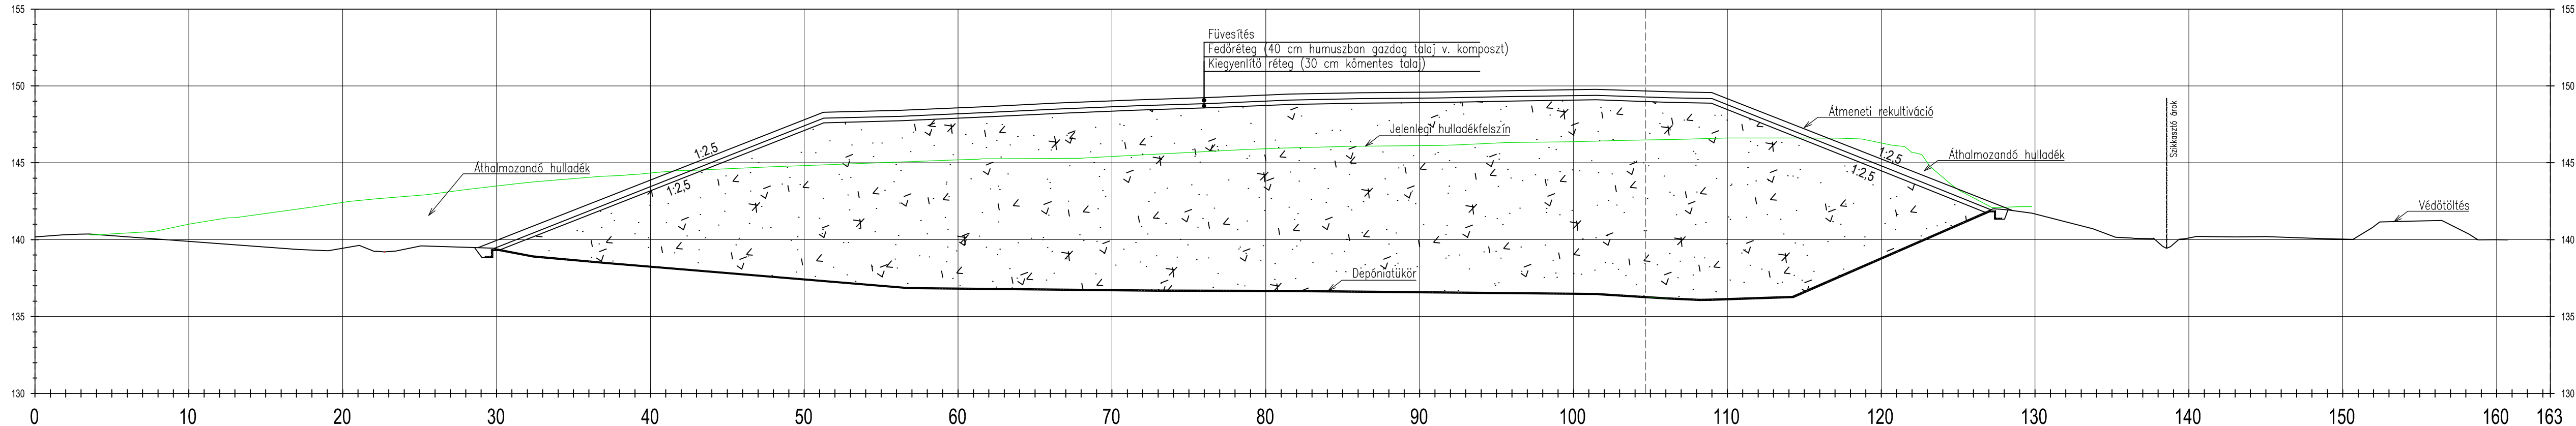 155
155
Füvesítés
Fedőréteg (40 cm humuszban gazdag talaj v. komposzt)
Kiegyenlítő réteg (30 cm kőmentes talaj)
150
150
Átmeneti rekultiváció
Szikkasztó árok
Jelenlegi hulladékfelszín
1:2,5
1:2,5
145
145
Áthalmozandó hulladék
Áthalmozandó hulladék
1:2,5
1:2,5
Védőtöltés
140
140
Depóniatükör
135
135
130
130
0 10 20 30 40 50 60 70 80 90 100 110 120 130 140 150 160 163